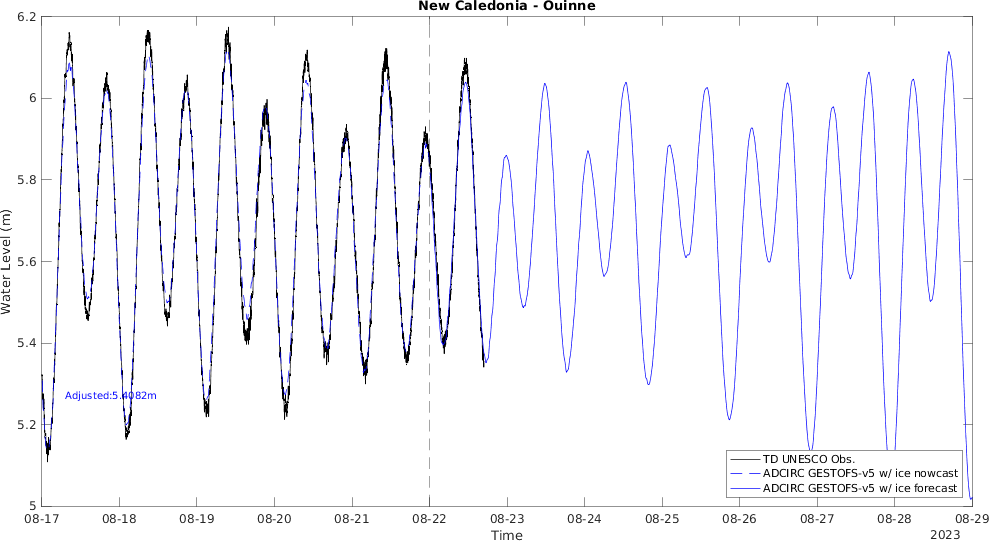 New Caledonia - Ouinne
6.2
6
5.8
5.6
5.4
5.2
5
Water Level (m)
Adjusted:5.4082m
TD UNESCO Obs.
ADCIRC GESTOFS-v5 w/ ice nowcast
ADCIRC GESTOFS-v5 w/ ice forecast
08-17 08-18 08-19 08-20 08-21 08-22 08-23 08-24 08-25 08-26 08-27 08-28 08-29
Time
2023